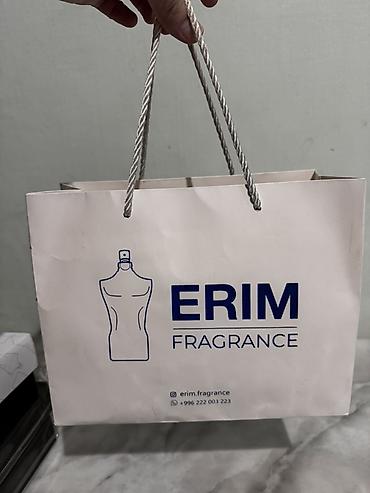 ERIM
FRAGRANCE
erim.fragrance
+996 222 003 223